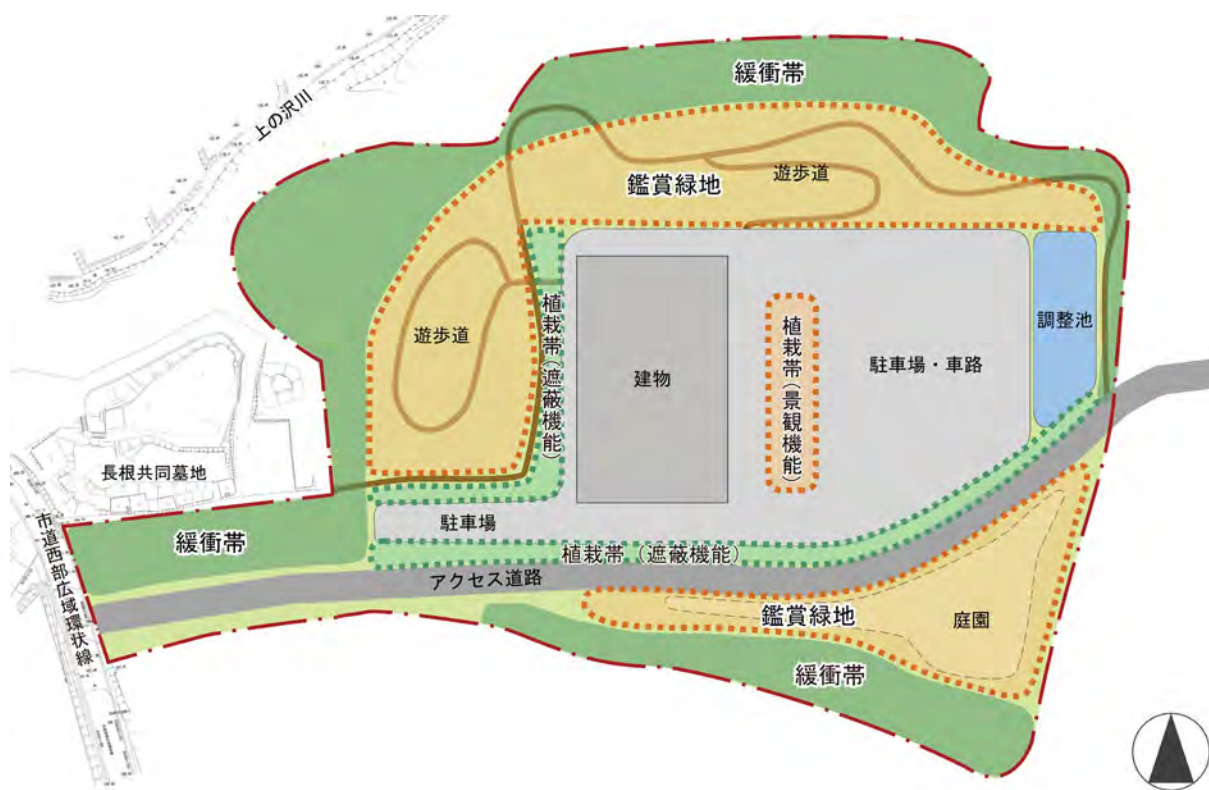 緩衝帯
上の沢川
鑑賞緑地
遊歩道
遊歩道
植栽帯(遮蔽機能)
建物
植栽帯(景観機能)
駐車場・車路
調整池
長根共同墓地
市道西部広域環状線
緩衝帯
駐車場
植栽帯（遮蔽機能）
アクセス道路
鑑賞緑地
庭園
緩衝帯